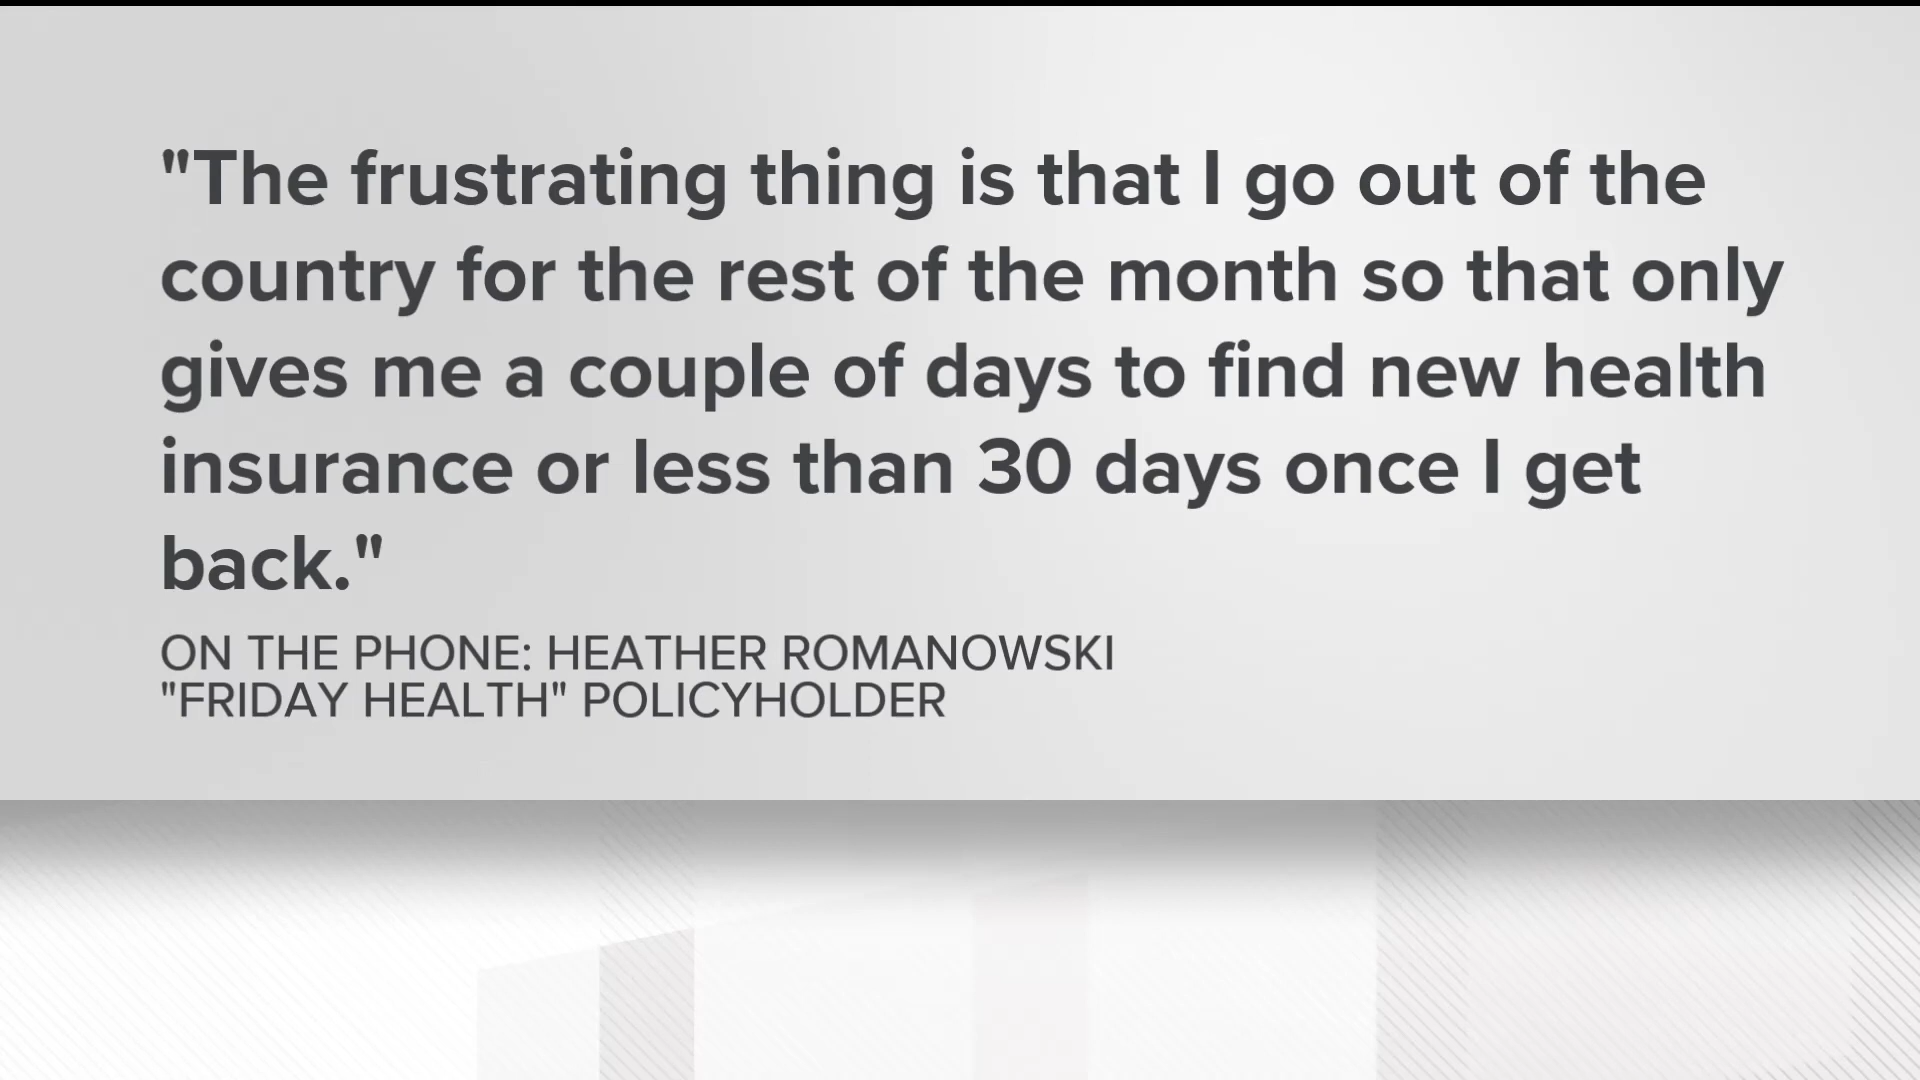 "The frustrating thing is that I go out of the
country for the rest of the month so that only
gives me a couple of days to find new health
insurance or less than 30 days once I get
back."
ON THE PHONE: HEATHER ROMANOWSKI
"FRIDAY HEALTH" POLICYHOLDER